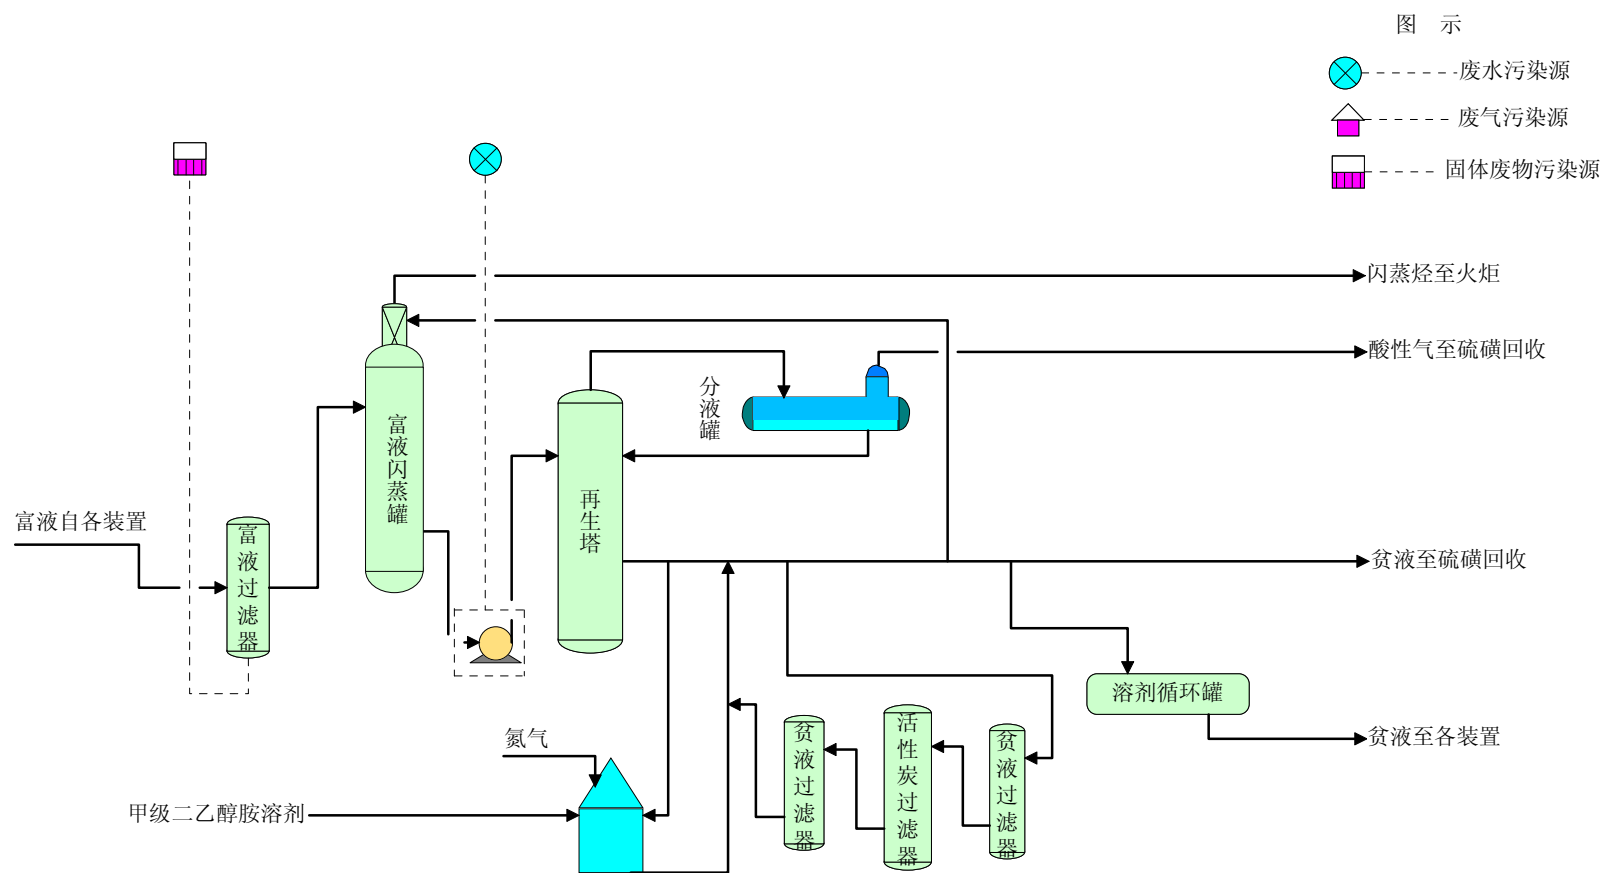 图 示
废水污染源
废气污染源
固体废物污染源
闪蒸烃至火炬
酸性气至硫磺回收
分液罐
富液闪蒸罐
再生塔
富液自各装置
富液过滤器
贫液至硫磺回收
溶剂循环罐
贫液至各装置
氮气
贫液过滤器
活性炭过滤器
贫液过滤器
甲级二乙醇胺溶剂